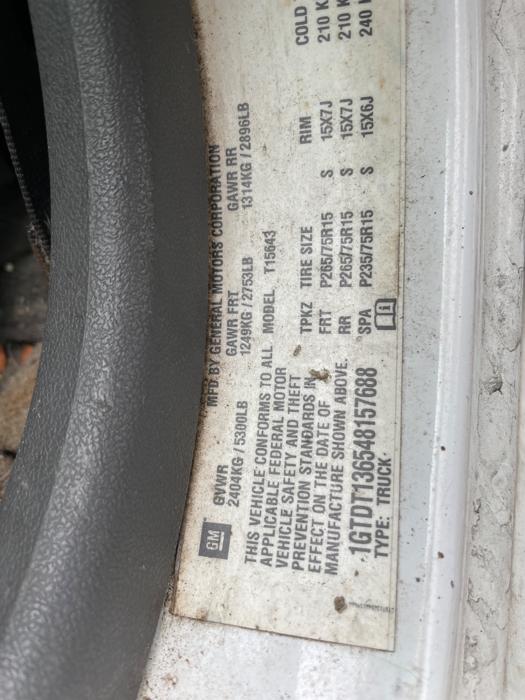 GM
MFD BY GENERAL MOTORS CORPORATION
GVWR GAWR FRT GAWR RR
2404KG / 5300LB 1249KG / 2753LB 1314KG / 2896LB
THIS VEHICLE CONFORMS TO ALL
APPLICABLE FEDERAL MOTOR
VEHICLE SAFETY AND THEFT
PREVENTION STANDARDS IN
EFFECT ON THE DATE OF
MANUFACTURE SHOWN ABOVE.
1GTDT136548157688
TYPE: TRUCK
MODEL T15643
TPKZ TIRE SIZE RIM COLD
FRT P265/75R15 S 15X7J 210 K
RR P265/75R15 S 15X7J 210 K
SPA P235/75R15 S 15X6J 240